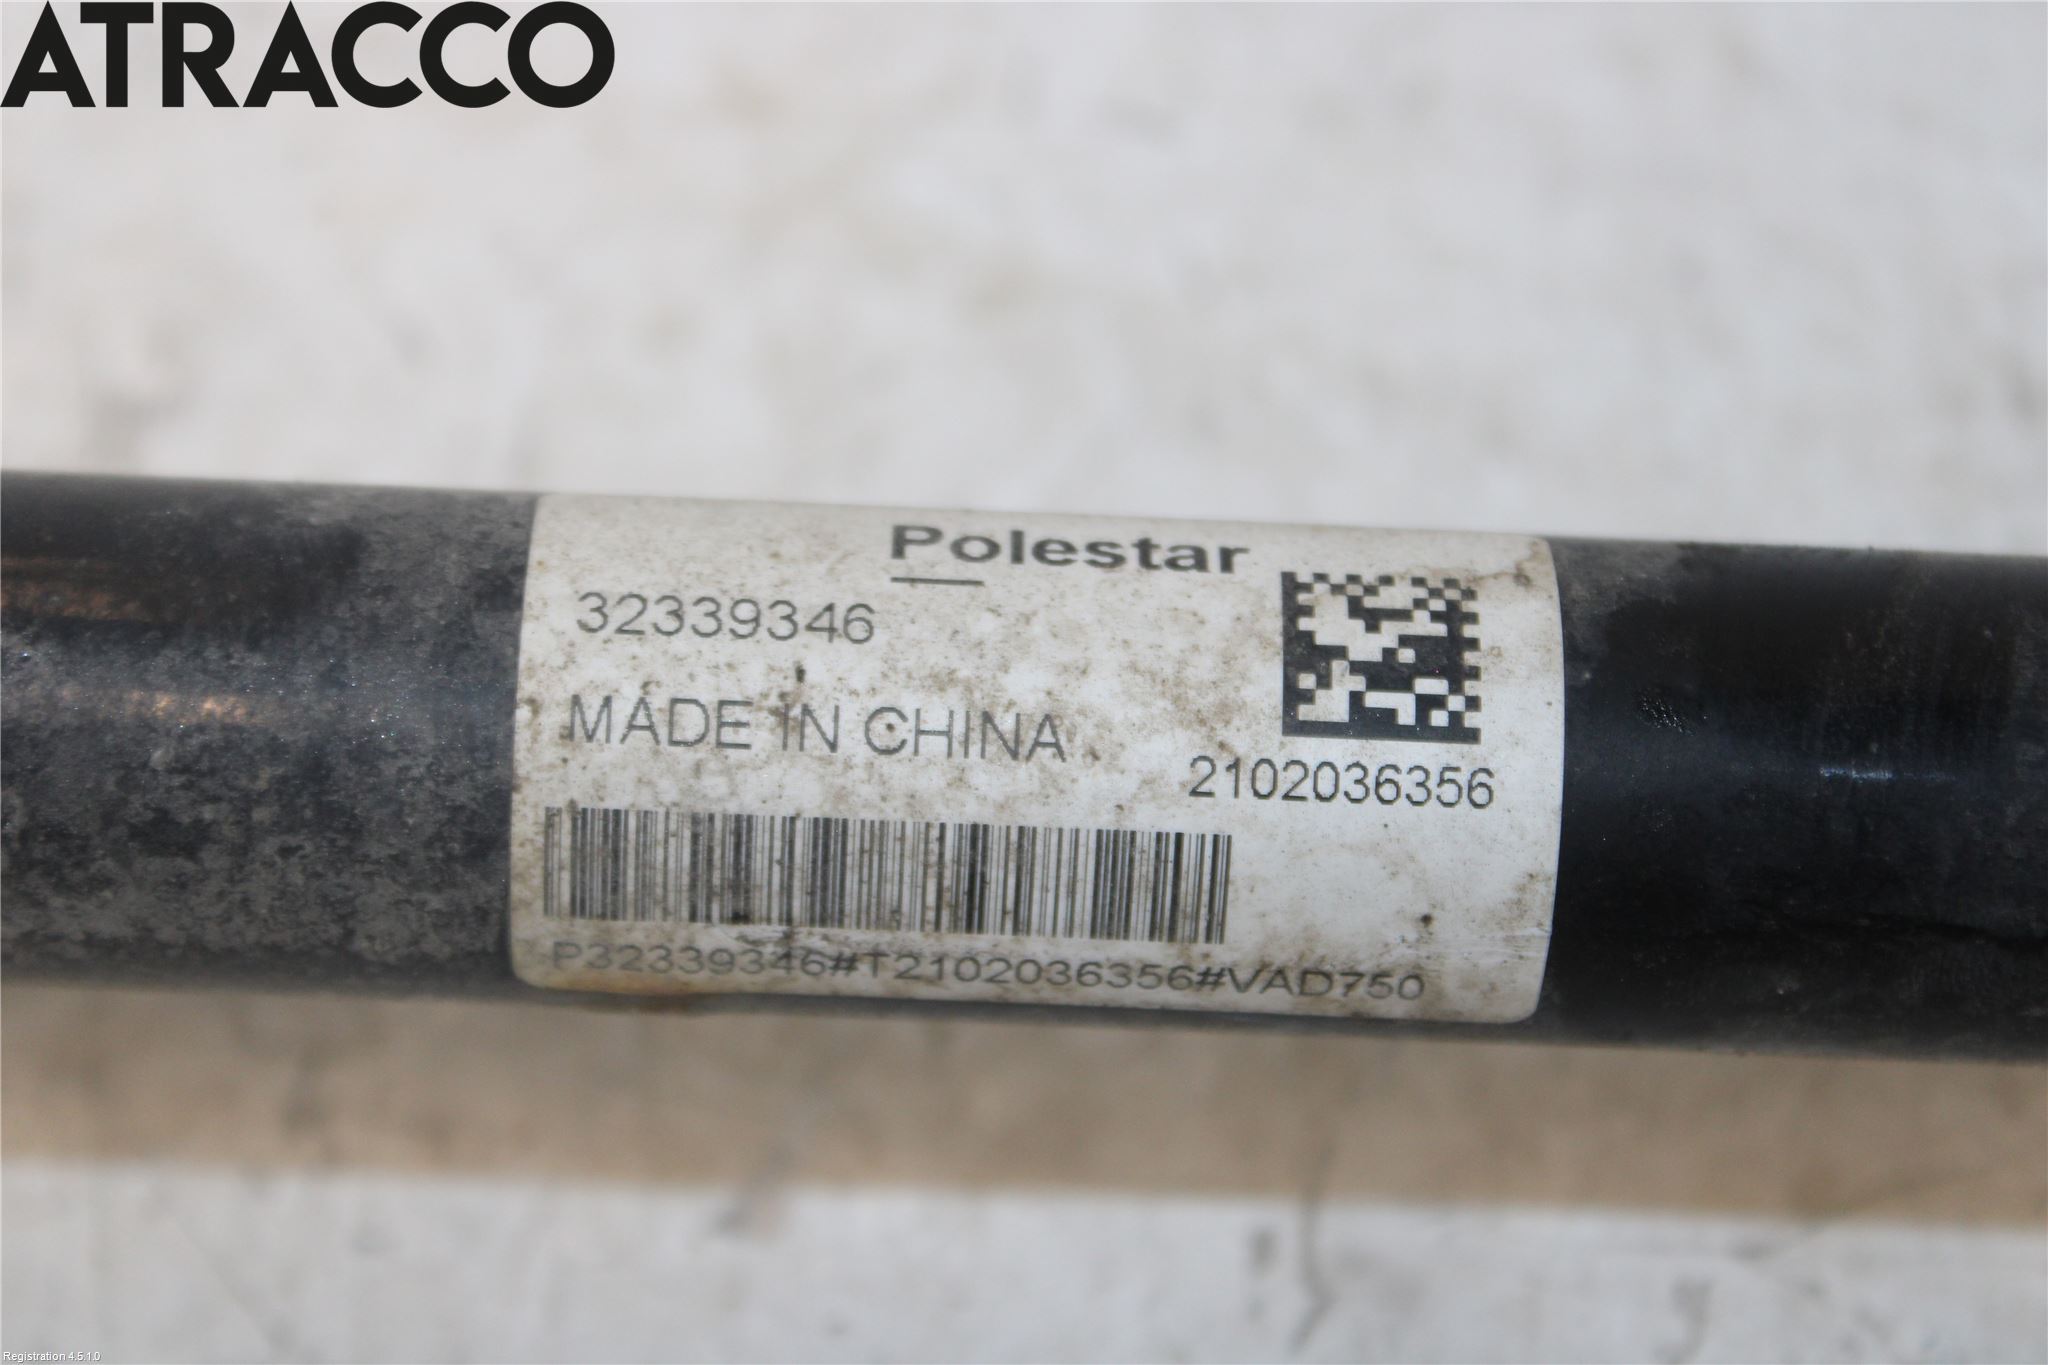 ATRACCO
Polestar
32339346
MADE IN CHINA
2102036356
P32339346#T2102036356#VAD750
Registration 4.5.1.0